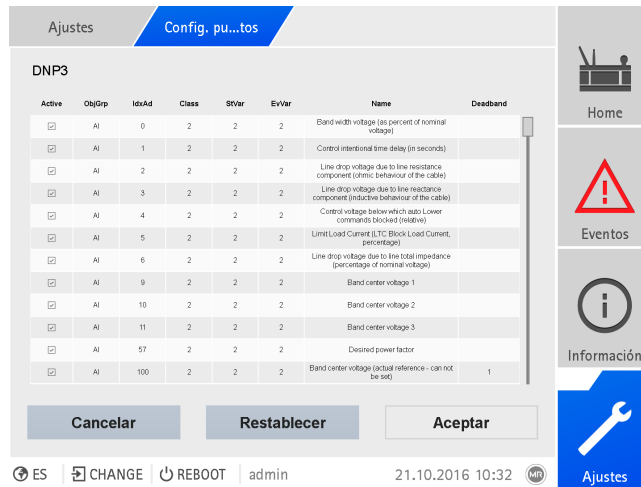 Ajustes
Config. pu...tos
DNP3
Active ObjGrp IdxAd Class StVar EvVar Name Deadband
AI 0 2 2 2 Band width voltage (as percent of nominal
voltage)
AI 1 2 2 2 Control intentional time delay (in seconds)
AI 2 2 2 2 Line drop voltage due to line resistance
component (ohmic behaviour of the cable)
AI 3 2 2 2 Line drop voltage due to line reactance
component (inductive behaviour of the cable)
AI 4 2 2 2 Control voltage below which auto Lower
commands blocked (relative)
AI 5 2 2 2 Limit Load Current (LTC Block Load Current,
percentage)
AI 6 2 2 2 Line drop voltage due to line total impedance
(percentage of nominal voltage)
AI 9 2 2 2 Band center voltage 1
AI 10 2 2 2 Band center voltage 2
AI 11 2 2 2 Band center voltage 3
AI 57 2 2 2 Desired power factor
AI 100 2 2 2 Band center voltage (actual reference - can not
be set) 1
Cancelar
Restablecer
Aceptar
ES CHANGE REBOOT admin 21.10.2016 10:32 MR
Home
Eventos
Información
Ajustes